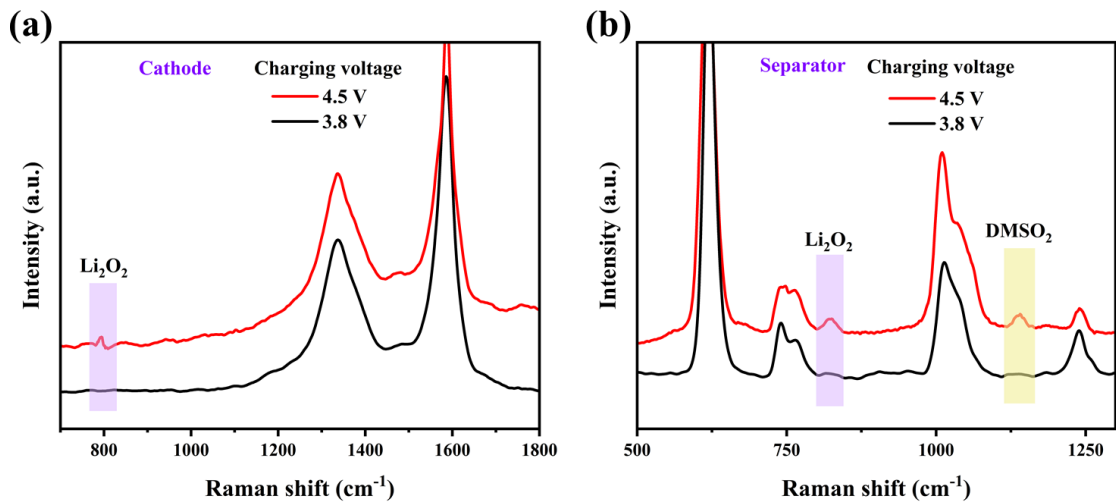 (a)
Cathode
Charging voltage
4.5 V
3.8 V
Li₂O₂
Intensity (a.u.)
800 1000 1200 1400 1600 1800
Raman shift (cm⁻¹)
(b)
Separator
Charging voltage
4.5 V
3.8 V
Li₂O₂
DMSO₂
Intensity (a.u.)
500 750 1000 1250
Raman shift (cm⁻¹)